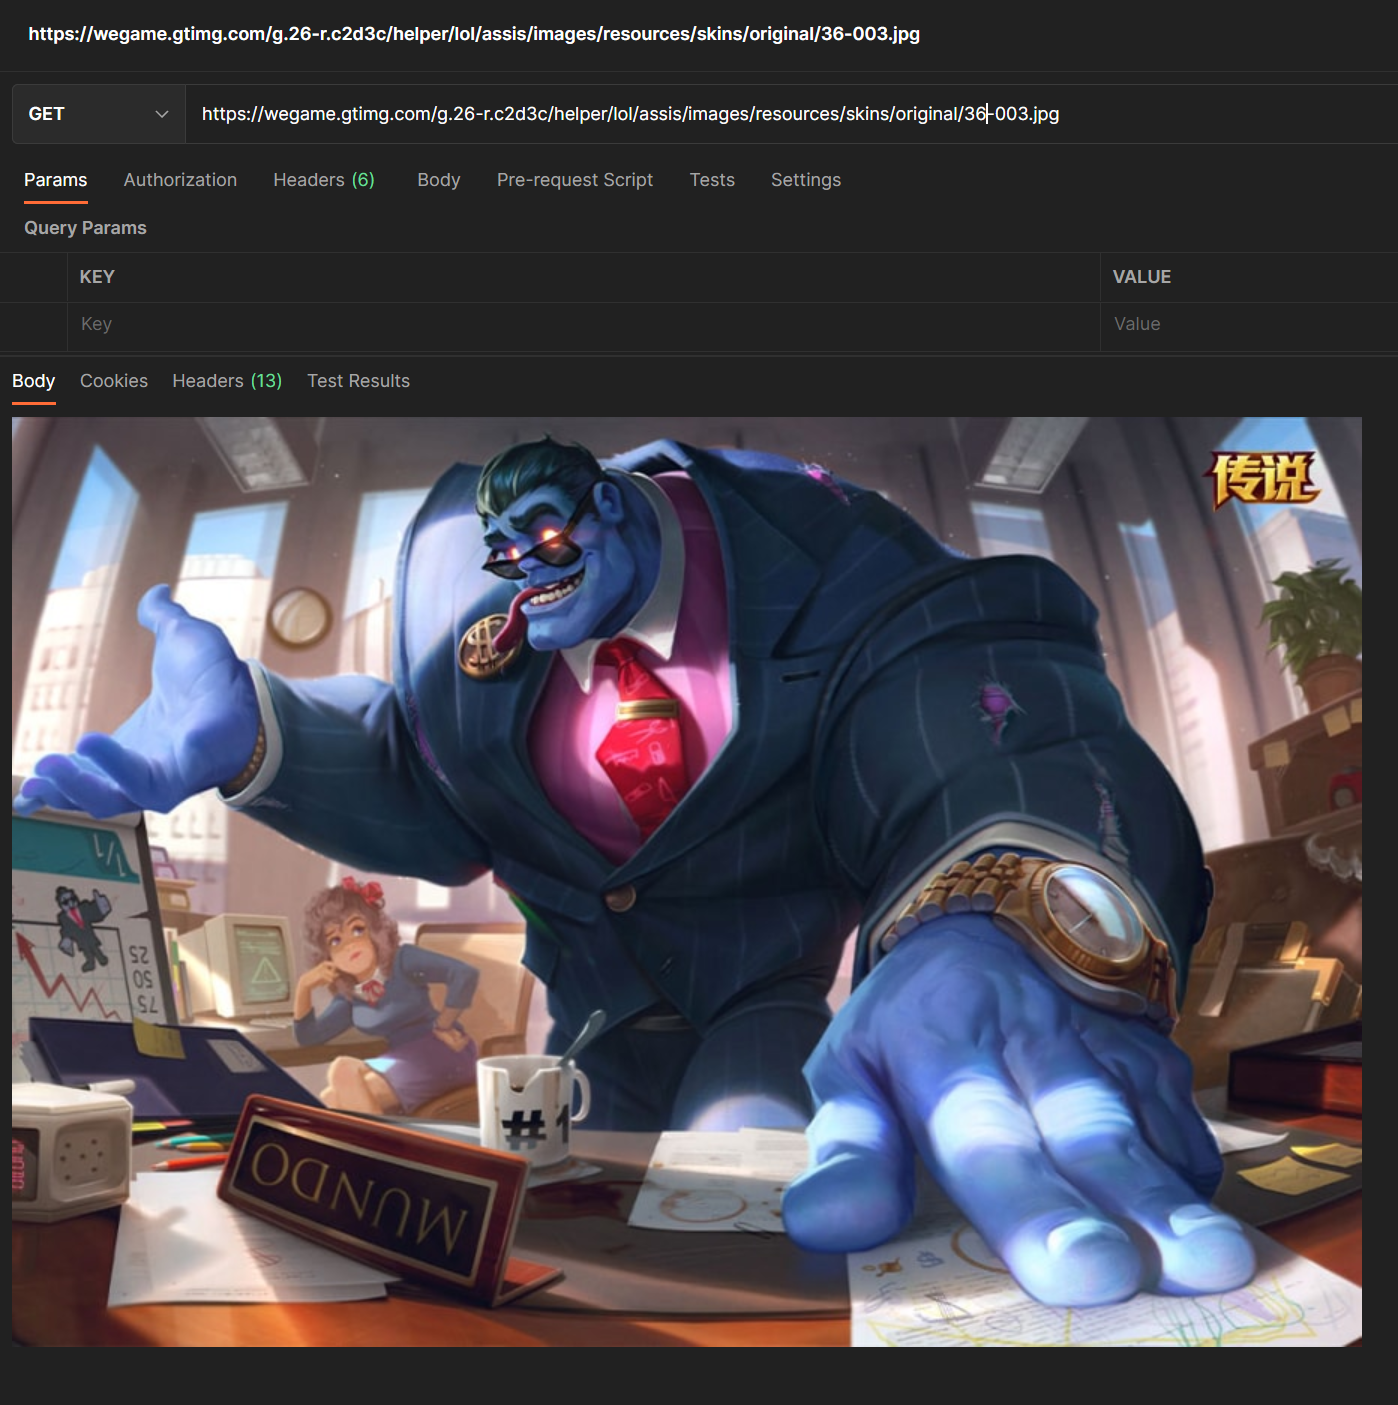 https://wegame.gtimg.com/g.26-r.c2d3c/helper/lol/assis/images/resources/skins/original/36-003.jpg
GET
https://wegame.gtimg.com/g.26-r.c2d3c/helper/lol/assis/images/resources/skins/original/36-003.jpg
Params
Authorization
Headers (6)
Body
Pre-request Script
Tests
Settings
Query Params
KEY
VALUE
Key
Value
Body
Cookies
Headers (13)
Test Results
传说
25
50
75
#1
MUNDO